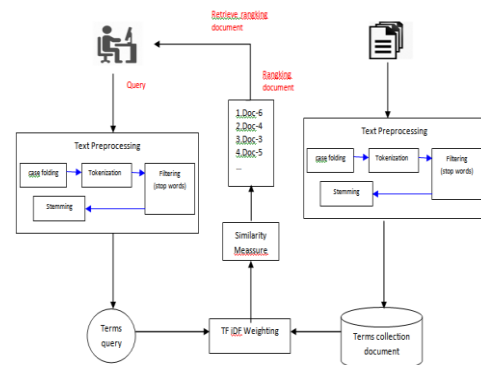 Retrieve rangking
document
Query
Rangking
document
1.Doc-6
2.Doc-4
3.Doc-3
4.Doc-5
...
Text Preprocessing
case folding
Tokenization
Filtering
(stop words)
Stemming
Text Preprocessing
case folding
Tokenization
Filtering
(stop words)
Stemming
Similarity
Meassure
Terms
query
TF iDF Weighting
Terms collection
document